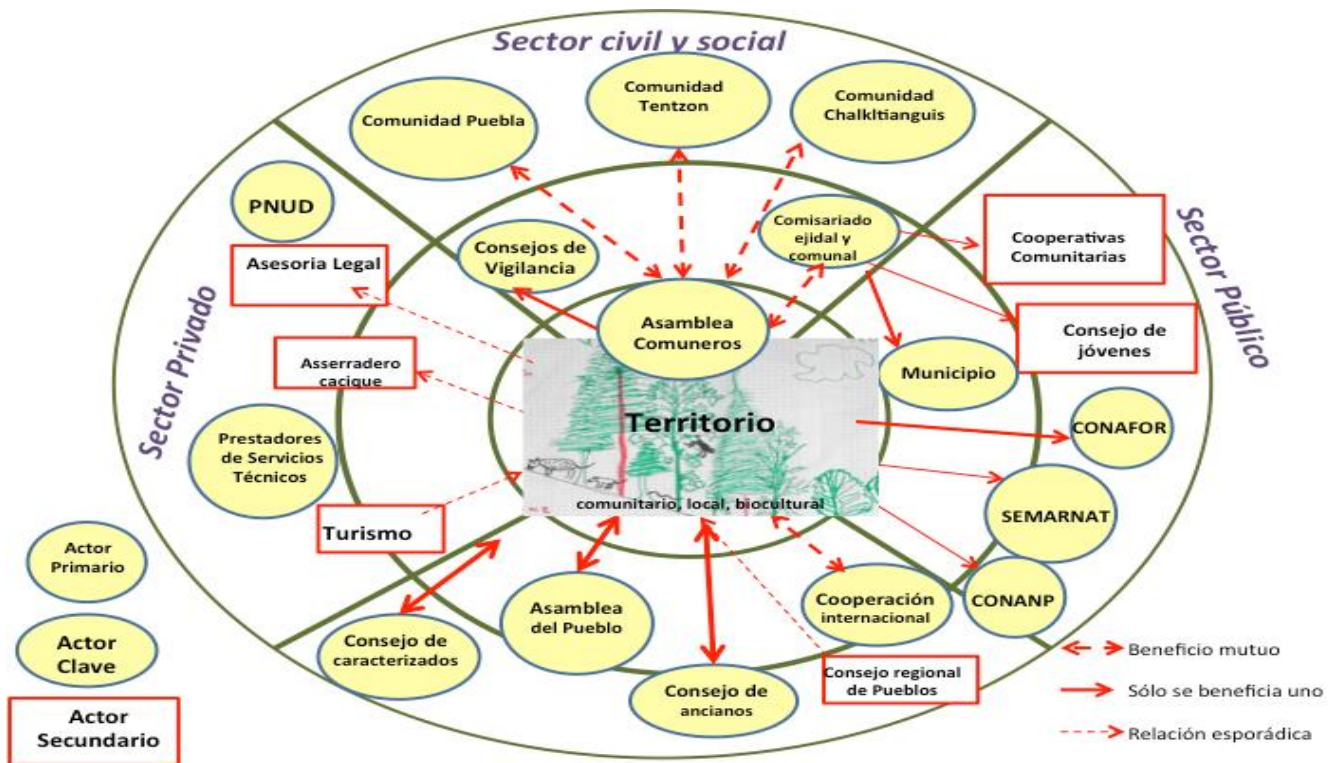 Sector civil y social
Comunidad
Tentzon
Comunidad
Chalkltianguis
Comunidad Puebla
PNUD
Comisariado
ejidal y
comunal
Cooperativas
Comunitarias
Sector Público
Consejos de
Vigilancia
Asesoria Legal
Asamblea
Comuneros
Consejo de
jóvenes
Sector Privado
Asserradero
cacique
Municipio
Territorio
comunitario, local, biocultural
CONAFOR
Prestadores
de Servicios
Técnicos
SEMARNAT
Turismo
Actor
Primario
Asamblea
del Pueblo
Cooperación
internacional
CONANP
Actor
Clave
Consejo de
caracterizados
Consejo de
ancianos
Consejo regional
de Pueblos
Actor
Secundario
Beneficio mutuo
Sólo se beneficia uno
Relación esporádica